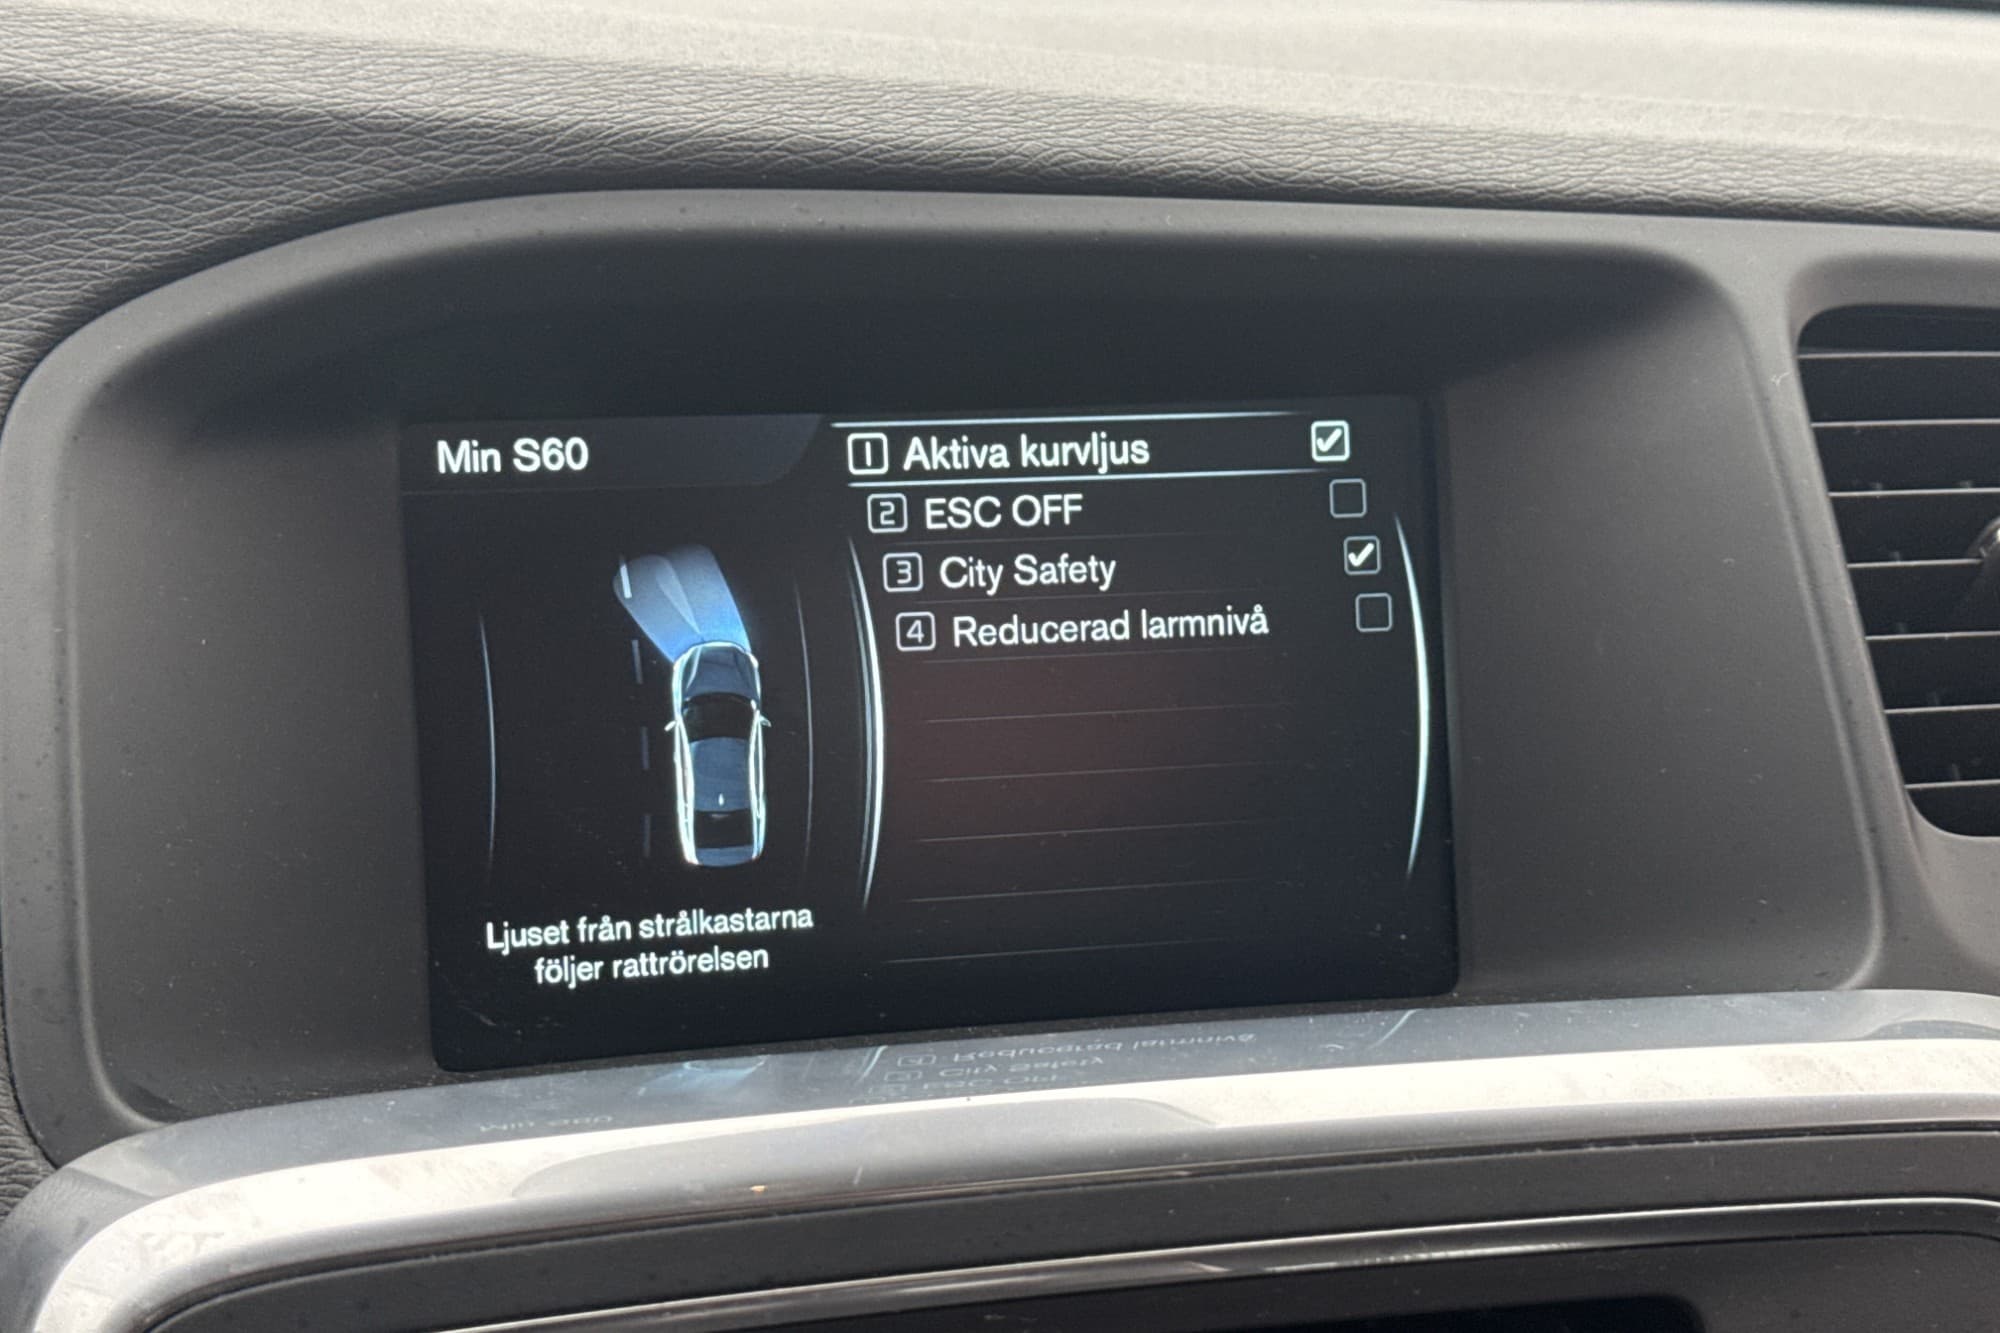 Min S60
1 Aktiva kurvljus
2 ESC OFF
3 City Safety
4 Reducerad larmnivå
Ljuset från strålkastarna
följer rattrörelsen